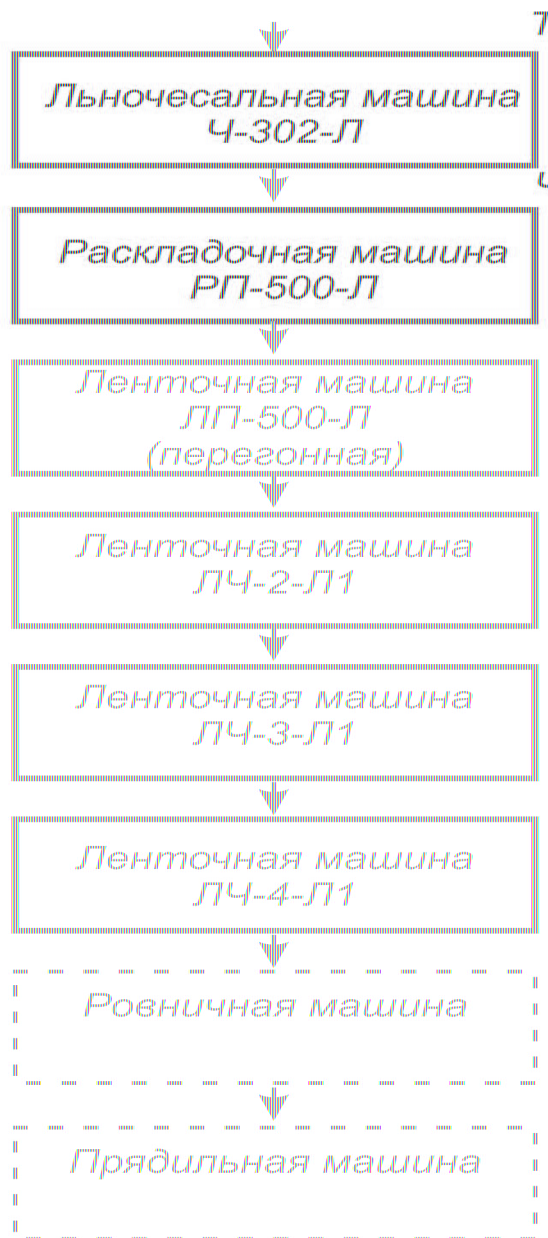 Льночесальная машина
Ч-302-Л
Раскладочная машина
РП-500-Л
Ленточная машина
ЛП-500-Л
(перегонная)
Ленточная машина
ЛЧ-2-Л1
Ленточная машина
ЛЧ-3-Л1
Ленточная машина
ЛЧ-4-Л1
Ровничная машина
Прядильная машина